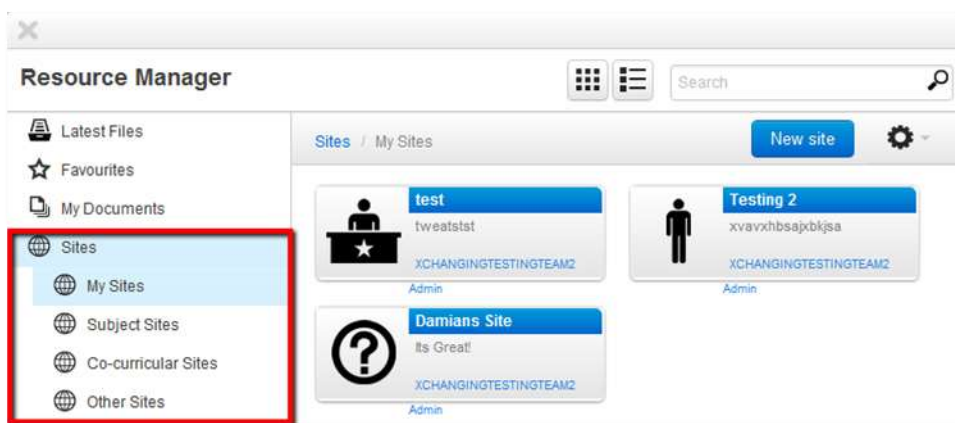 Resource Manager
Search
Latest Files
Favourites
My Documents
Sites
My Sites
Subject Sites
Co-curricular Sites
Other Sites
Sites / My Sites
New site
test
tweatstst
XCHANGINGTESTINGTEAM2
Admin
Testing 2
xvavxhbsajxbkjsa
XCHANGINGTESTINGTEAM2
Admin
Damians Site
Its Great!
XCHANGINGTESTINGTEAM2
Admin